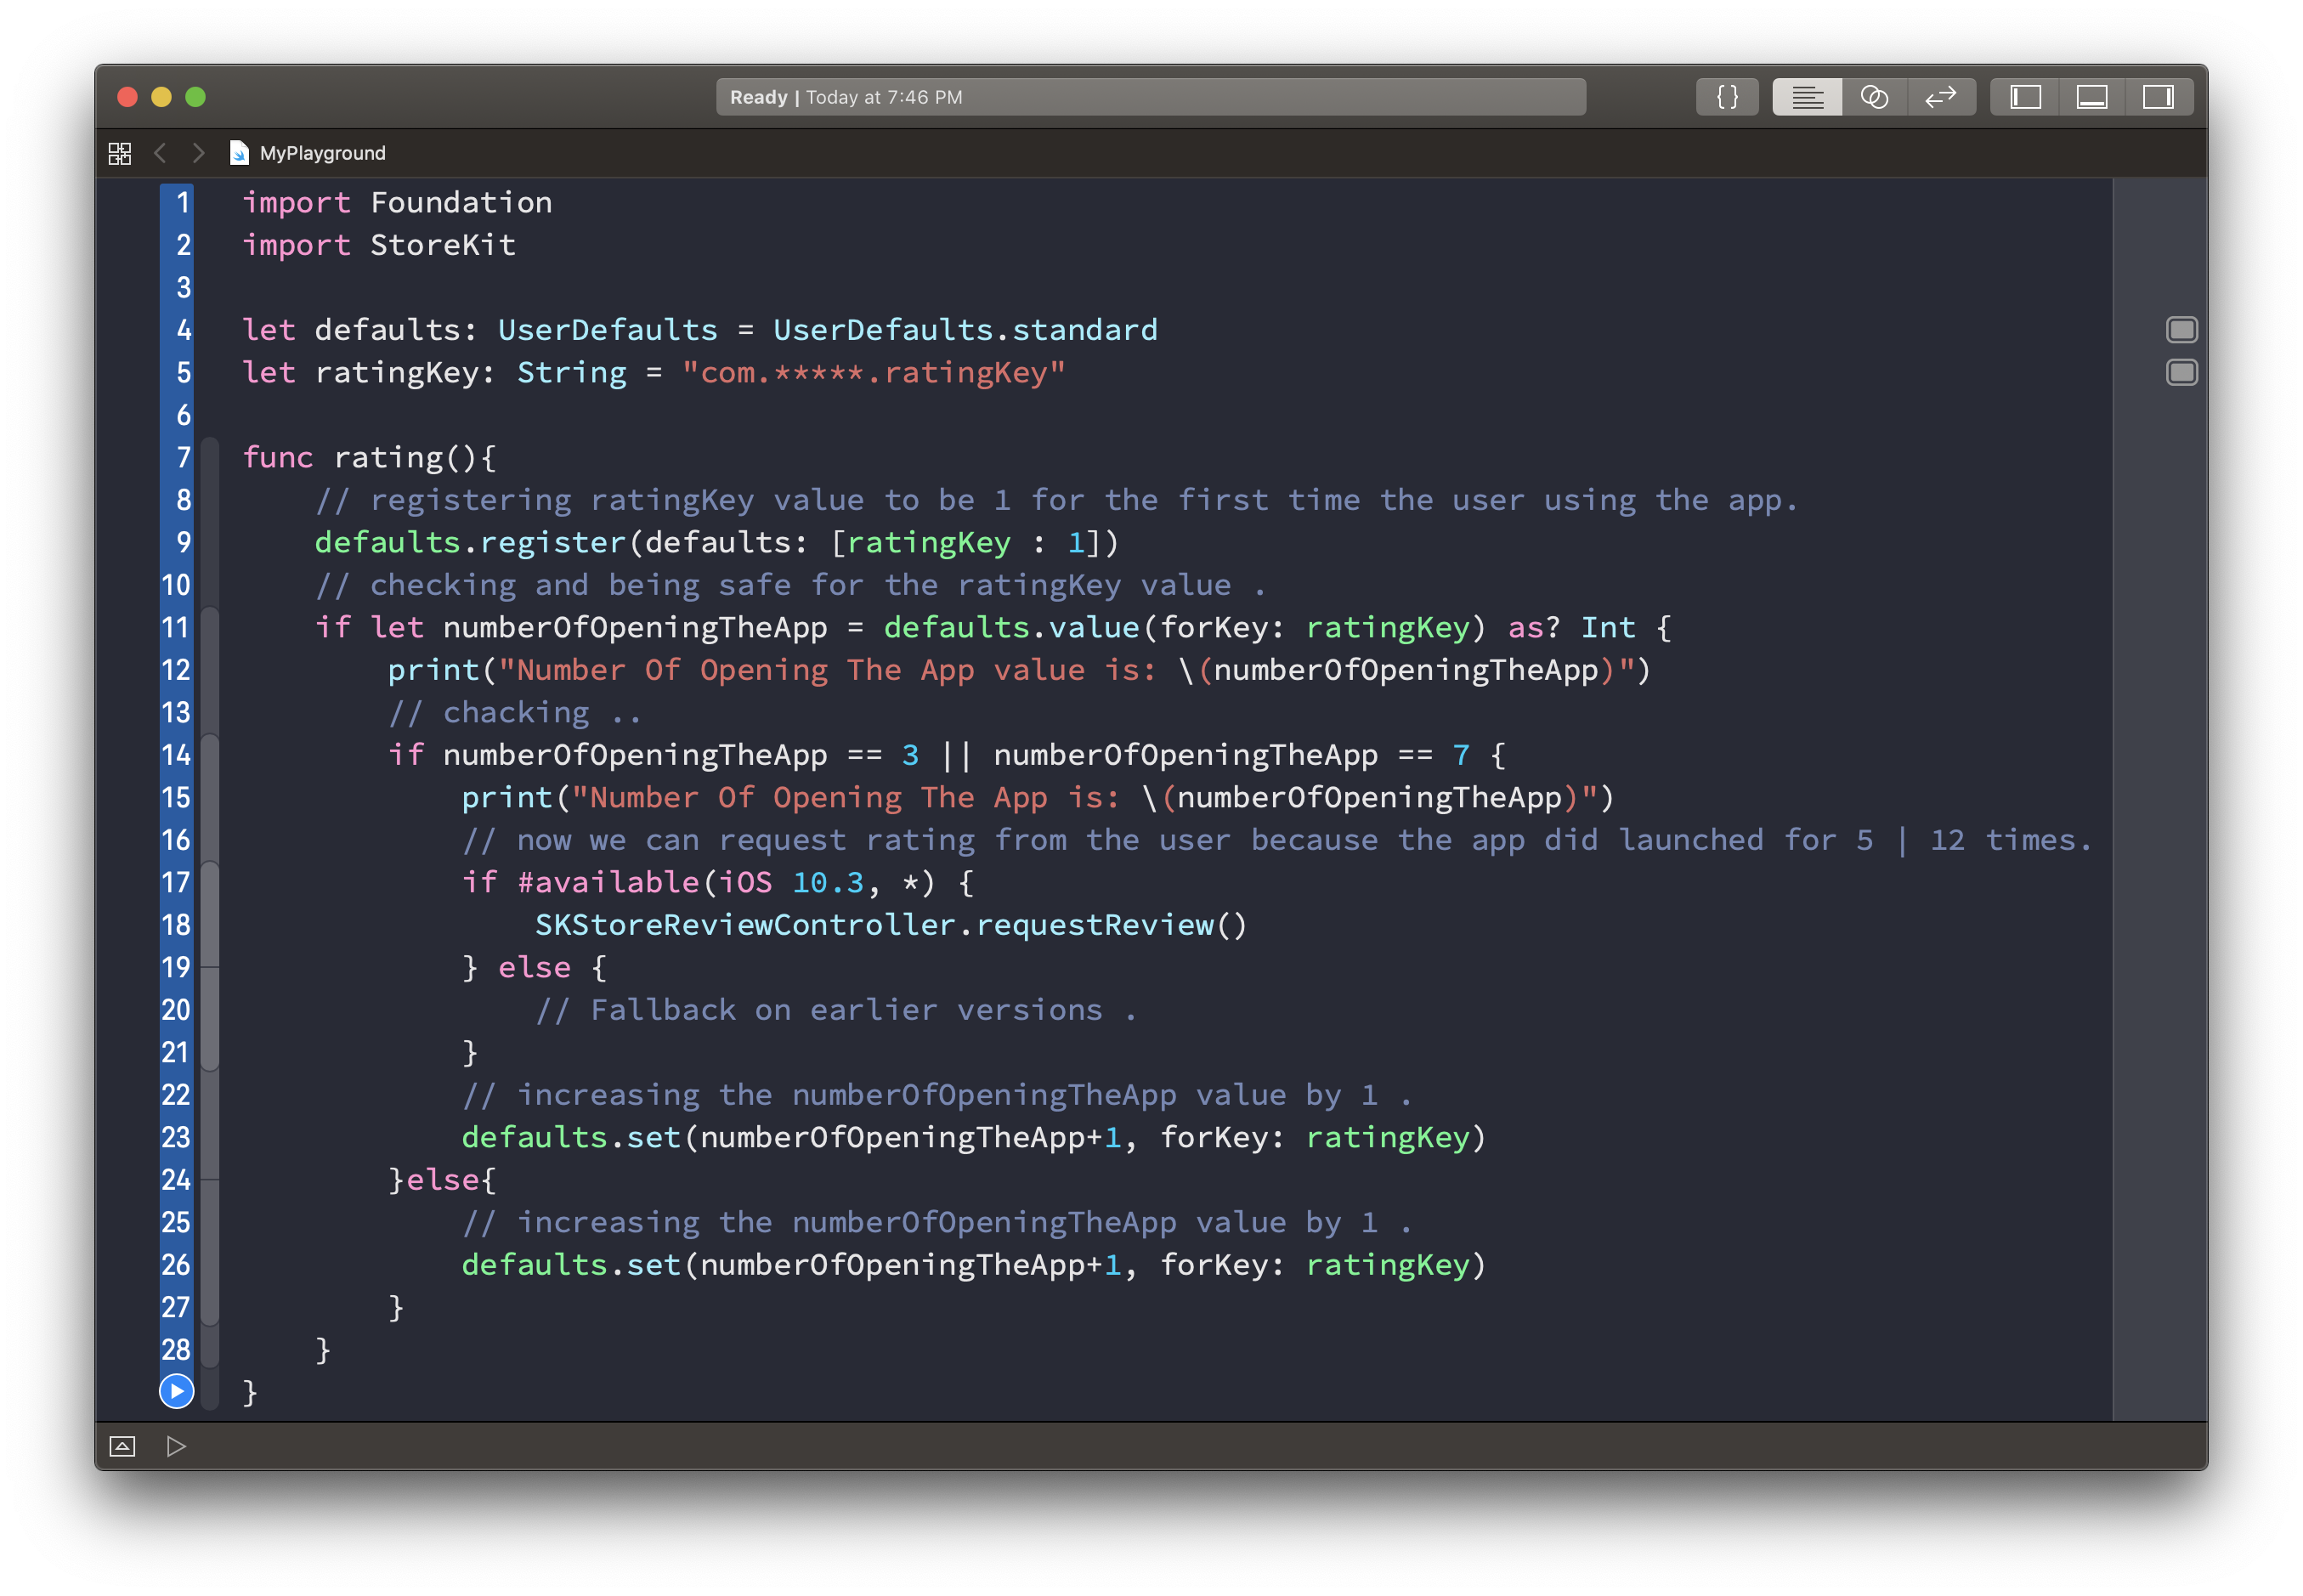 Ready | Today at 7:46 PM
{ }
MyPlayground
1 import Foundation
2 import StoreKit
3
4 let defaults: UserDefaults = UserDefaults.standard
5 let ratingKey: String = "com.*****.ratingKey"
6
7 func rating(){
8     // registering ratingKey value to be 1 for the first time the user using the app.
9     defaults.register(defaults: [ratingKey : 1])
10     // checking and being safe for the ratingKey value .
11     if let numberOfOpeningTheApp = defaults.value(forKey: ratingKey) as? Int {
12         print("Number Of Opening The App value is: \(numberOfOpeningTheApp)")
13         // chacking ..
14         if numberOfOpeningTheApp == 3 || numberOfOpeningTheApp == 7 {
15             print("Number Of Opening The App is: \(numberOfOpeningTheApp)")
16             // now we can request rating from the user because the app did launched for 5 | 12 times.
17             if #available(iOS 10.3, *) {
18                 SKStoreReviewController.requestReview()
19             } else {
20                 // Fallback on earlier versions .
21             }
22             // increasing the numberOfOpeningTheApp value by 1 .
23             defaults.set(numberOfOpeningTheApp+1, forKey: ratingKey)
24         }else{
25             // increasing the numberOfOpeningTheApp value by 1 .
26             defaults.set(numberOfOpeningTheApp+1, forKey: ratingKey)
27         }
28     }
}